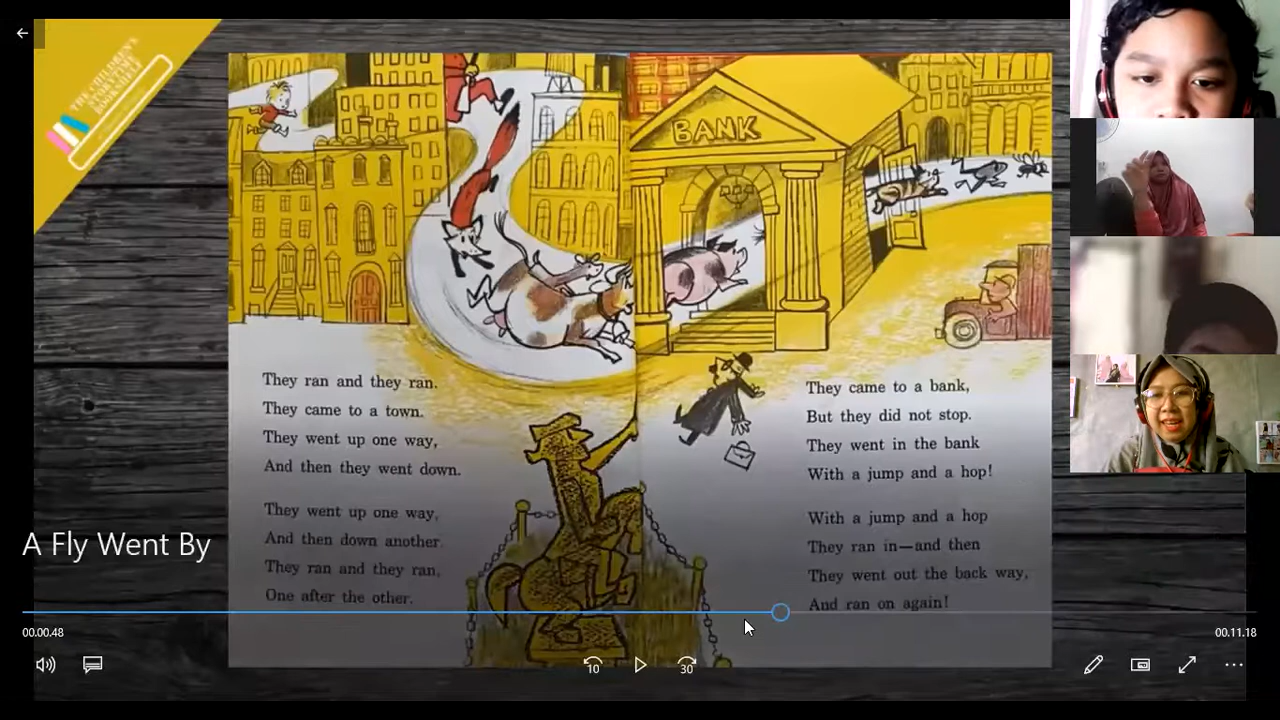 THE CHILDREN'S
STORYTIME
BOOKSHELF
BANK
They ran and they ran.
They came to a town.
They went up one way,
And then they went down.
They went up one way,
And then down another.
They ran and they ran,
One after the other.
They came to a bank,
But they did not stop.
They went in the bank
With a jump and a hop!
With a jump and a hop
They ran in—and then
They went out the back way,
And ran on again!
A Fly Went By
00.00.48
00.11.18
10
30